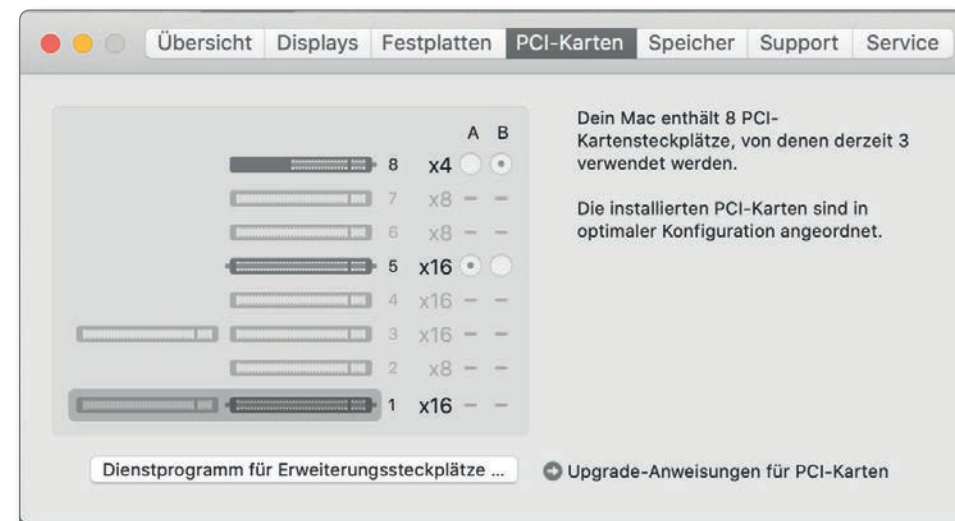 Übersicht Displays Festplatten PCI-Karten Speicher Support Service
A B
8 x4
7 x8 – –
6 x8 – –
5 x16
4 x16 – –
3 x16 – –
2 x8 – –
1 x16 – –
Dein Mac enthält 8 PCI-
Kartensteckplätze, von denen derzeit 3
verwendet werden.
Die installierten PCI-Karten sind in
optimaler Konfiguration angeordnet.
Dienstprogramm für Erweiterungssteckplätze ...
Upgrade-Anweisungen für PCI-Karten